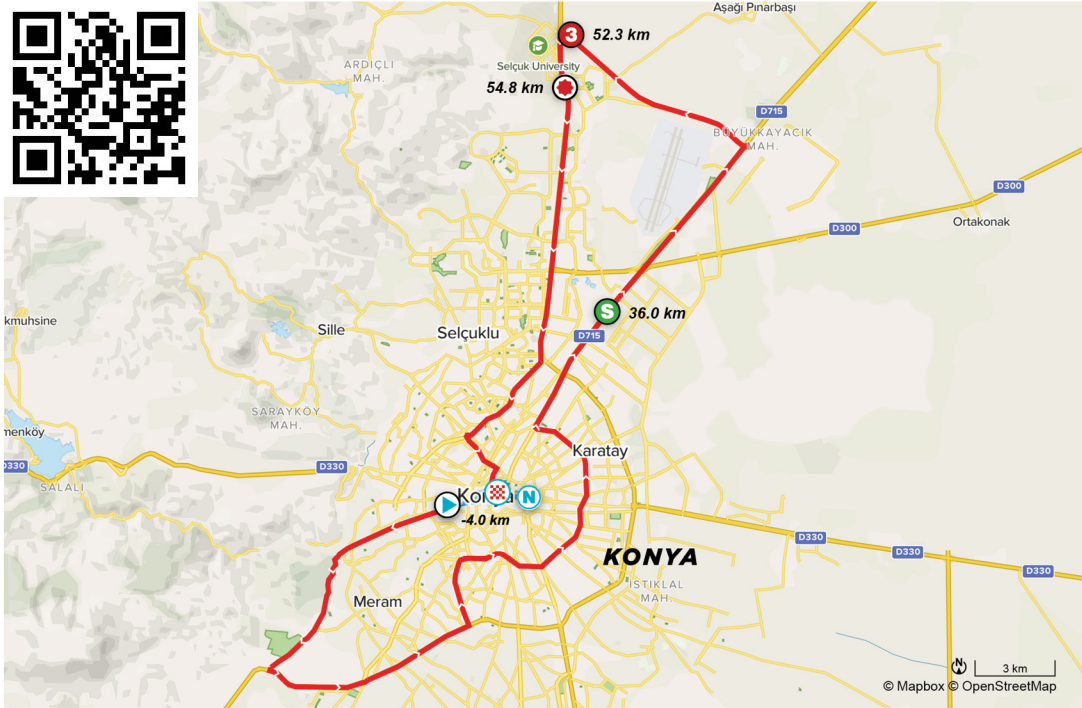 Aşağı Pınarbaşı
3
52.3 km
ARDIÇLI
MAH.
Selçuk University
54.8 km
D715
BÜYÜKKAYACIK
MAH.
D300
Ortakonak
D300
kmuhsine
Sille
Selçuklu
S
36.0 km
D715
SARAYKÖY
MAH.
menköy
Karatay
D330
D330
SALALI
Konya
N
-4.0 km
D330
D330
D330
KONYA
İSTİKLAL
MAH.
Meram
N
3 km
© Mapbox © OpenStreetMap